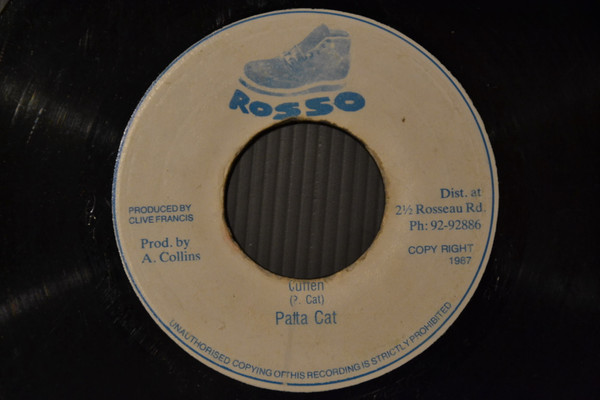 ROSSO
PRODUCED BY
CLIVE FRANCIS
Prod. by
A. Collins
Dist. at
2½ Rosseau Rd.
Ph: 92-92886
COPY RIGHT
1987
Cuffen
(P. Cat)
Patta Cat
UNAUTHORISED COPYING OF THIS RECORDING IS STRICTLY PROHIBITED